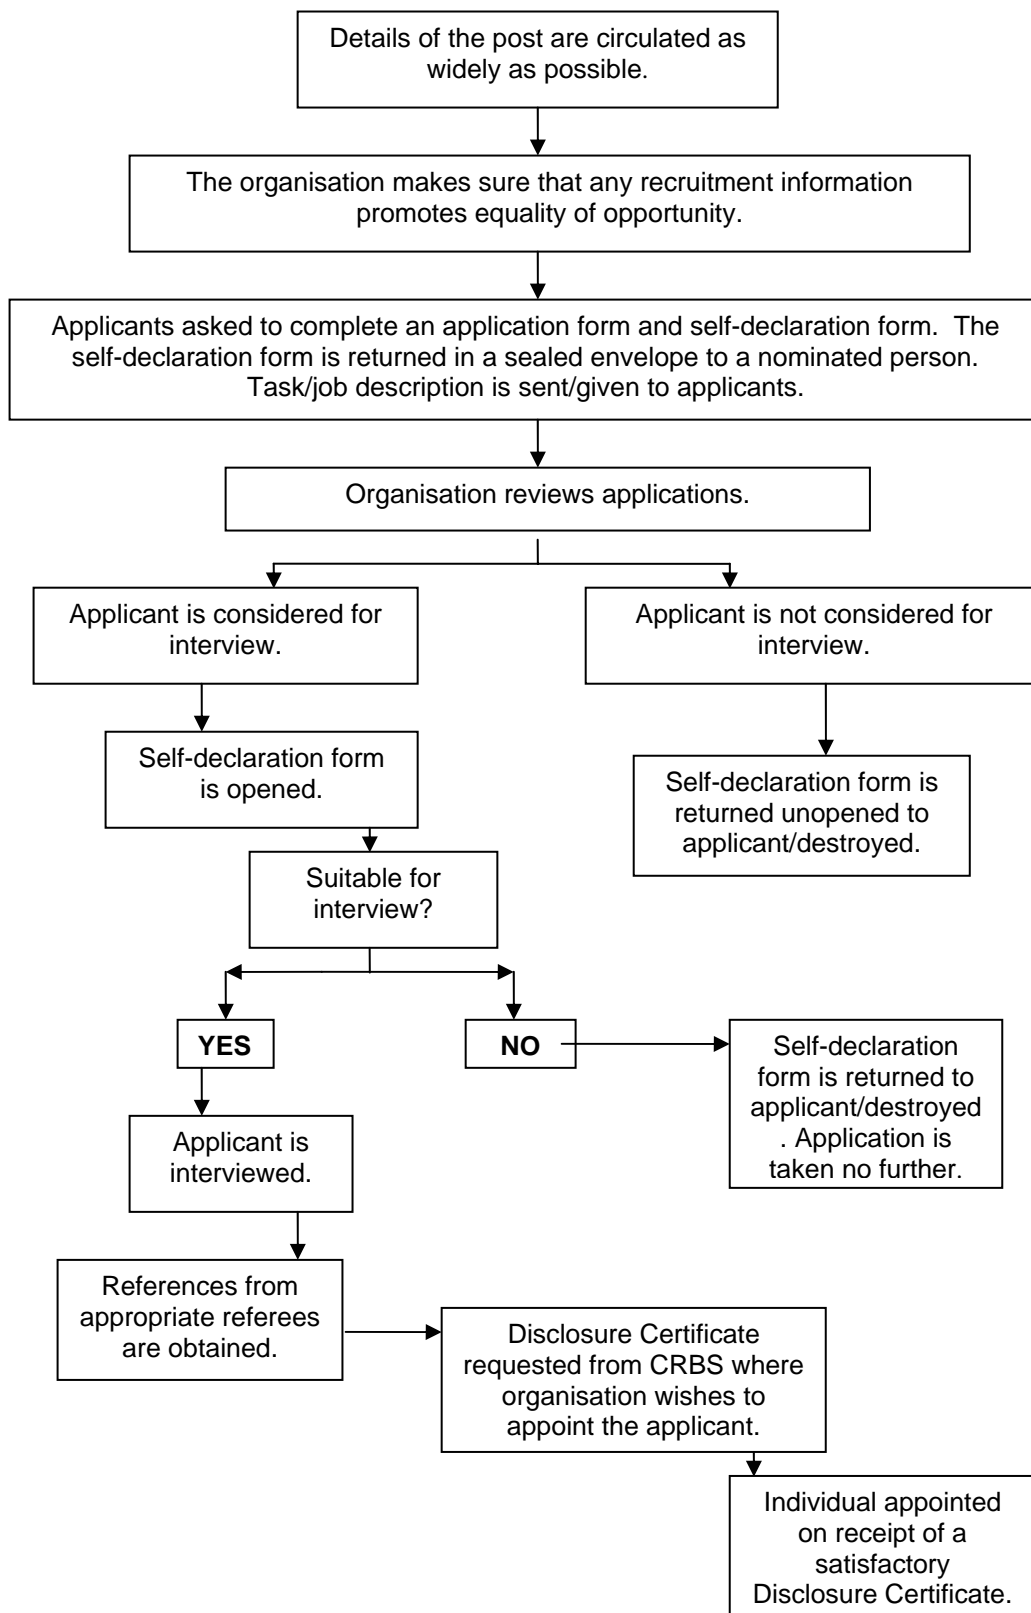 Details of the post are circulated as
widely as possible.
The organisation makes sure that any recruitment information
promotes equality of opportunity.
Applicants asked to complete an application form and self-declaration form.  The
self-declaration form is returned in a sealed envelope to a nominated person.
Task/job description is sent/given to applicants.
Organisation reviews applications.
Applicant is considered for
interview.
Applicant is not considered for
interview.
Self-declaration form
is opened.
Self-declaration form is
returned unopened to
applicant/destroyed.
Suitable for
interview?
YES
NO
Self-declaration
form is returned to
applicant/destroyed
. Application is
taken no further.
Applicant is
interviewed.
References from
appropriate referees
are obtained.
Disclosure Certificate
requested from CRBS where
organisation wishes to
appoint the applicant.
Individual appointed
on receipt of a
satisfactory
Disclosure Certificate.